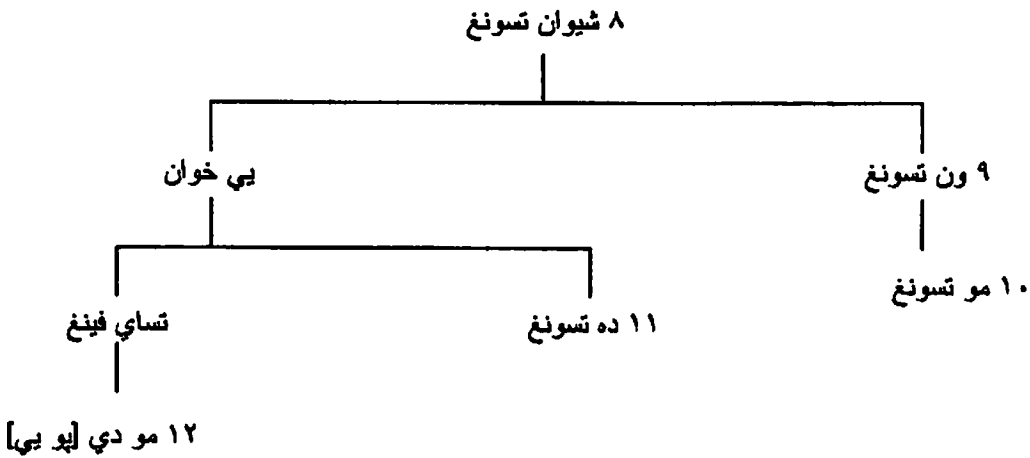 ٨ شيوان تسونغ
٩ ون تسونغ
يي خوان
١٠ مو تسونغ
١١ ده تسونغ
تساي فينغ
١٢ مو دي [پو يي]